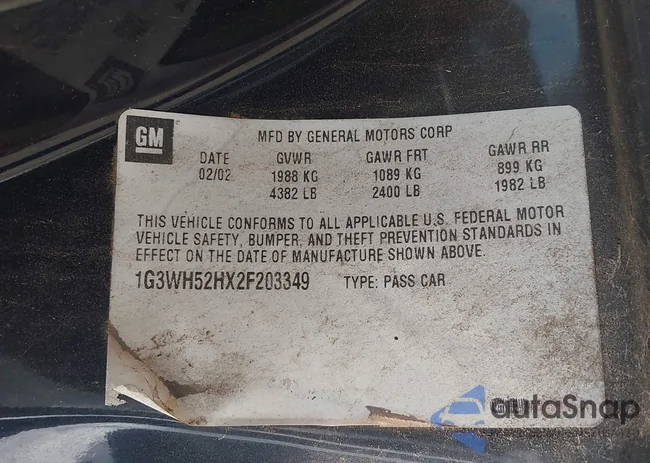 GM
MFD BY GENERAL MOTORS CORP
DATE GVWR GAWR FRT GAWR RR
02/02 1988 KG 1089 KG 899 KG
4382 LB 2400 LB 1982 LB
THIS VEHICLE CONFORMS TO ALL APPLICABLE U.S. FEDERAL MOTOR
VEHICLE SAFETY, BUMPER, AND THEFT PREVENTION STANDARDS IN
EFFECT ON THE DATE OF MANUFACTURE SHOWN ABOVE.
1G3WH52HX2F203349 TYPE: PASS CAR
autaSnap